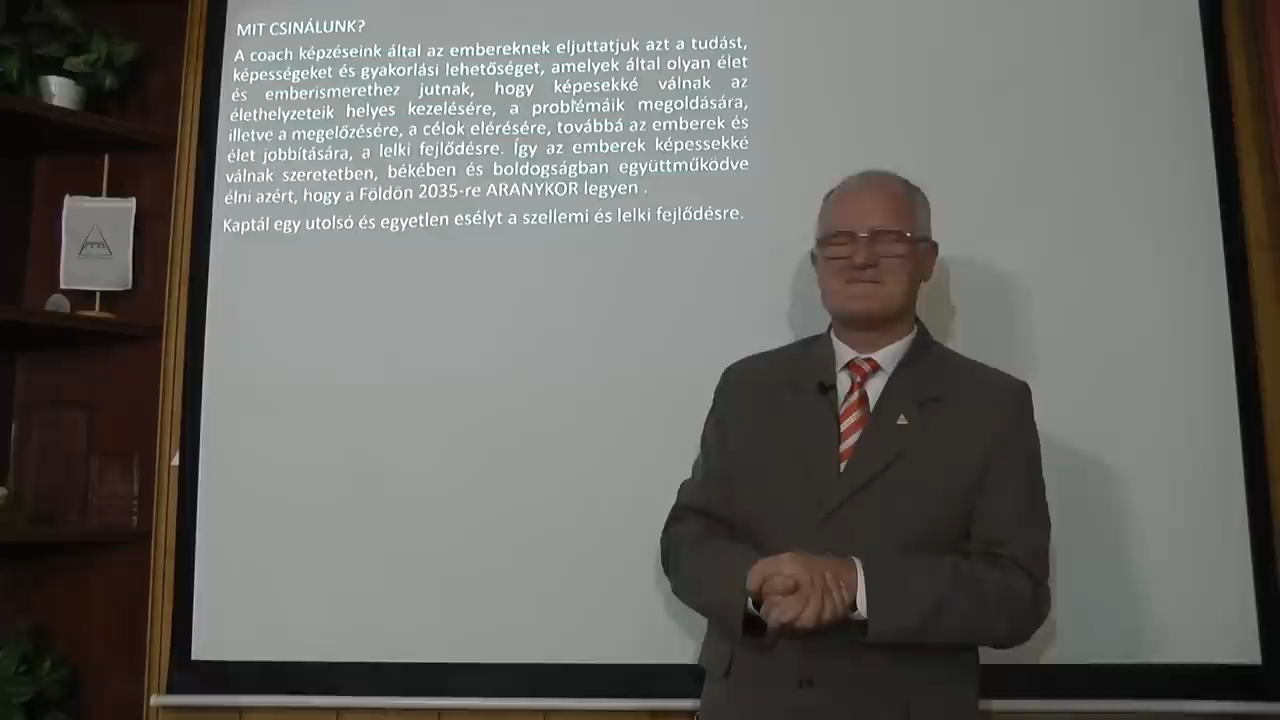 MIT CSINÁLUNK?
A coach képzéseink által az embereknek eljuttatjuk azt a tudást,
képességeket és gyakorlási lehetőséget, amelyek által olyan élet
és emberismerethez jutnak, hogy képesekké válnak az
élethelyzeteik helyes kezelésére, a problémáik megoldására,
illetve a megelőzésére, a célok elérésére, továbbá az emberek és
élet jobbítására, a lelki fejlődésre. Így az emberek képessekké
válnak szeretetben, békében és boldogságban együttműködve
élni azért, hogy a Földön 2035-re ARANYKOR legyen .
Kaptál egy utolsó és egyetlen esélyt a szellemi és lelki fejlődésre.